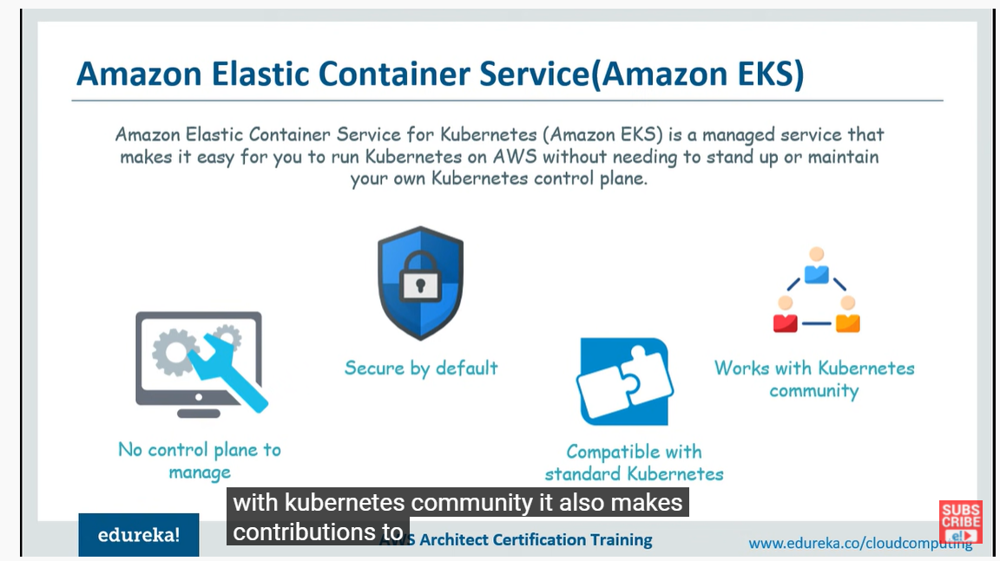 Amazon Elastic Container Service(Amazon EKS)
Amazon Elastic Container Service for Kubernetes (Amazon EKS) is a managed service that
makes it easy for you to run Kubernetes on AWS without needing to stand up or maintain
your own Kubernetes control plane.
Secure by default
Works with Kubernetes
community
No control plane to
manage
Compatible with
standard Kubernetes
with kubernetes community it also makes
contributions to
edureka!
AWS Architect Certification Training
www.edureka.co/cloudcomputing
SUBS
CRIBE
e!